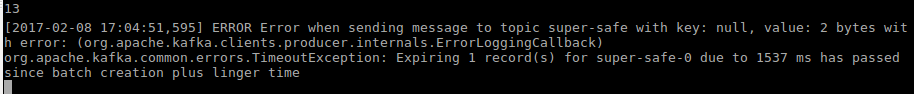 13
[2017-02-08 17:04:51,595] ERROR Error when sending message to topic super-safe with key: null, value: 2 bytes wit
h error: (org.apache.kafka.clients.producer.internals.ErrorLoggingCallback)
org.apache.kafka.common.errors.TimeoutException: Expiring 1 record(s) for super-safe-0 due to 1537 ms has passed
since batch creation plus linger time